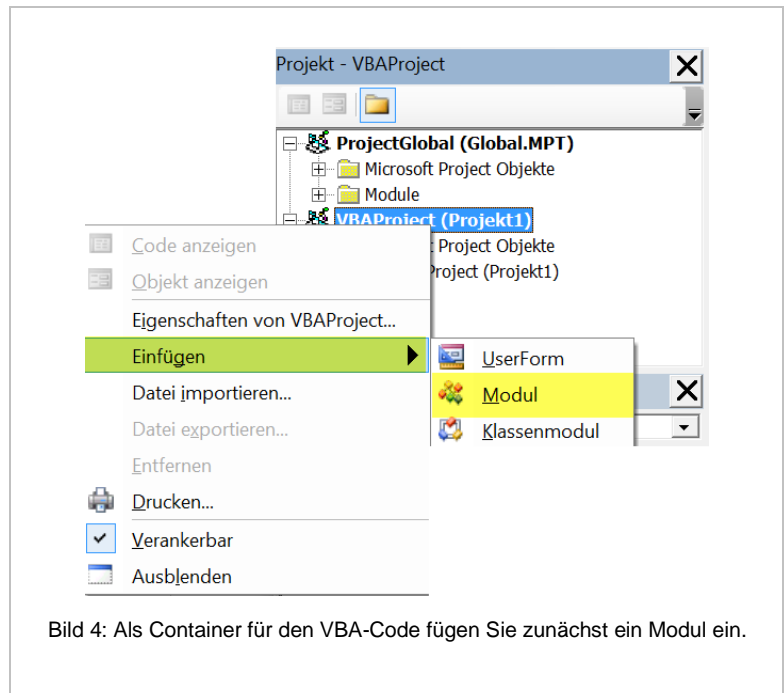 Projekt - VBAProject
ProjectGlobal (Global.MPT)
Microsoft Project Objekte
Module
VBAProject (Projekt1)
Project Objekte
Project (Projekt1)
Code anzeigen
Objekt anzeigen
Eigenschaften von VBAProject...
Einfügen
UserForm
Modul
Klassenmodul
Datei importieren...
Datei exportieren...
Entfernen
Drucken...
Verankerbar
Ausblenden
Bild 4: Als Container für den VBA-Code fügen Sie zunächst ein Modul ein.